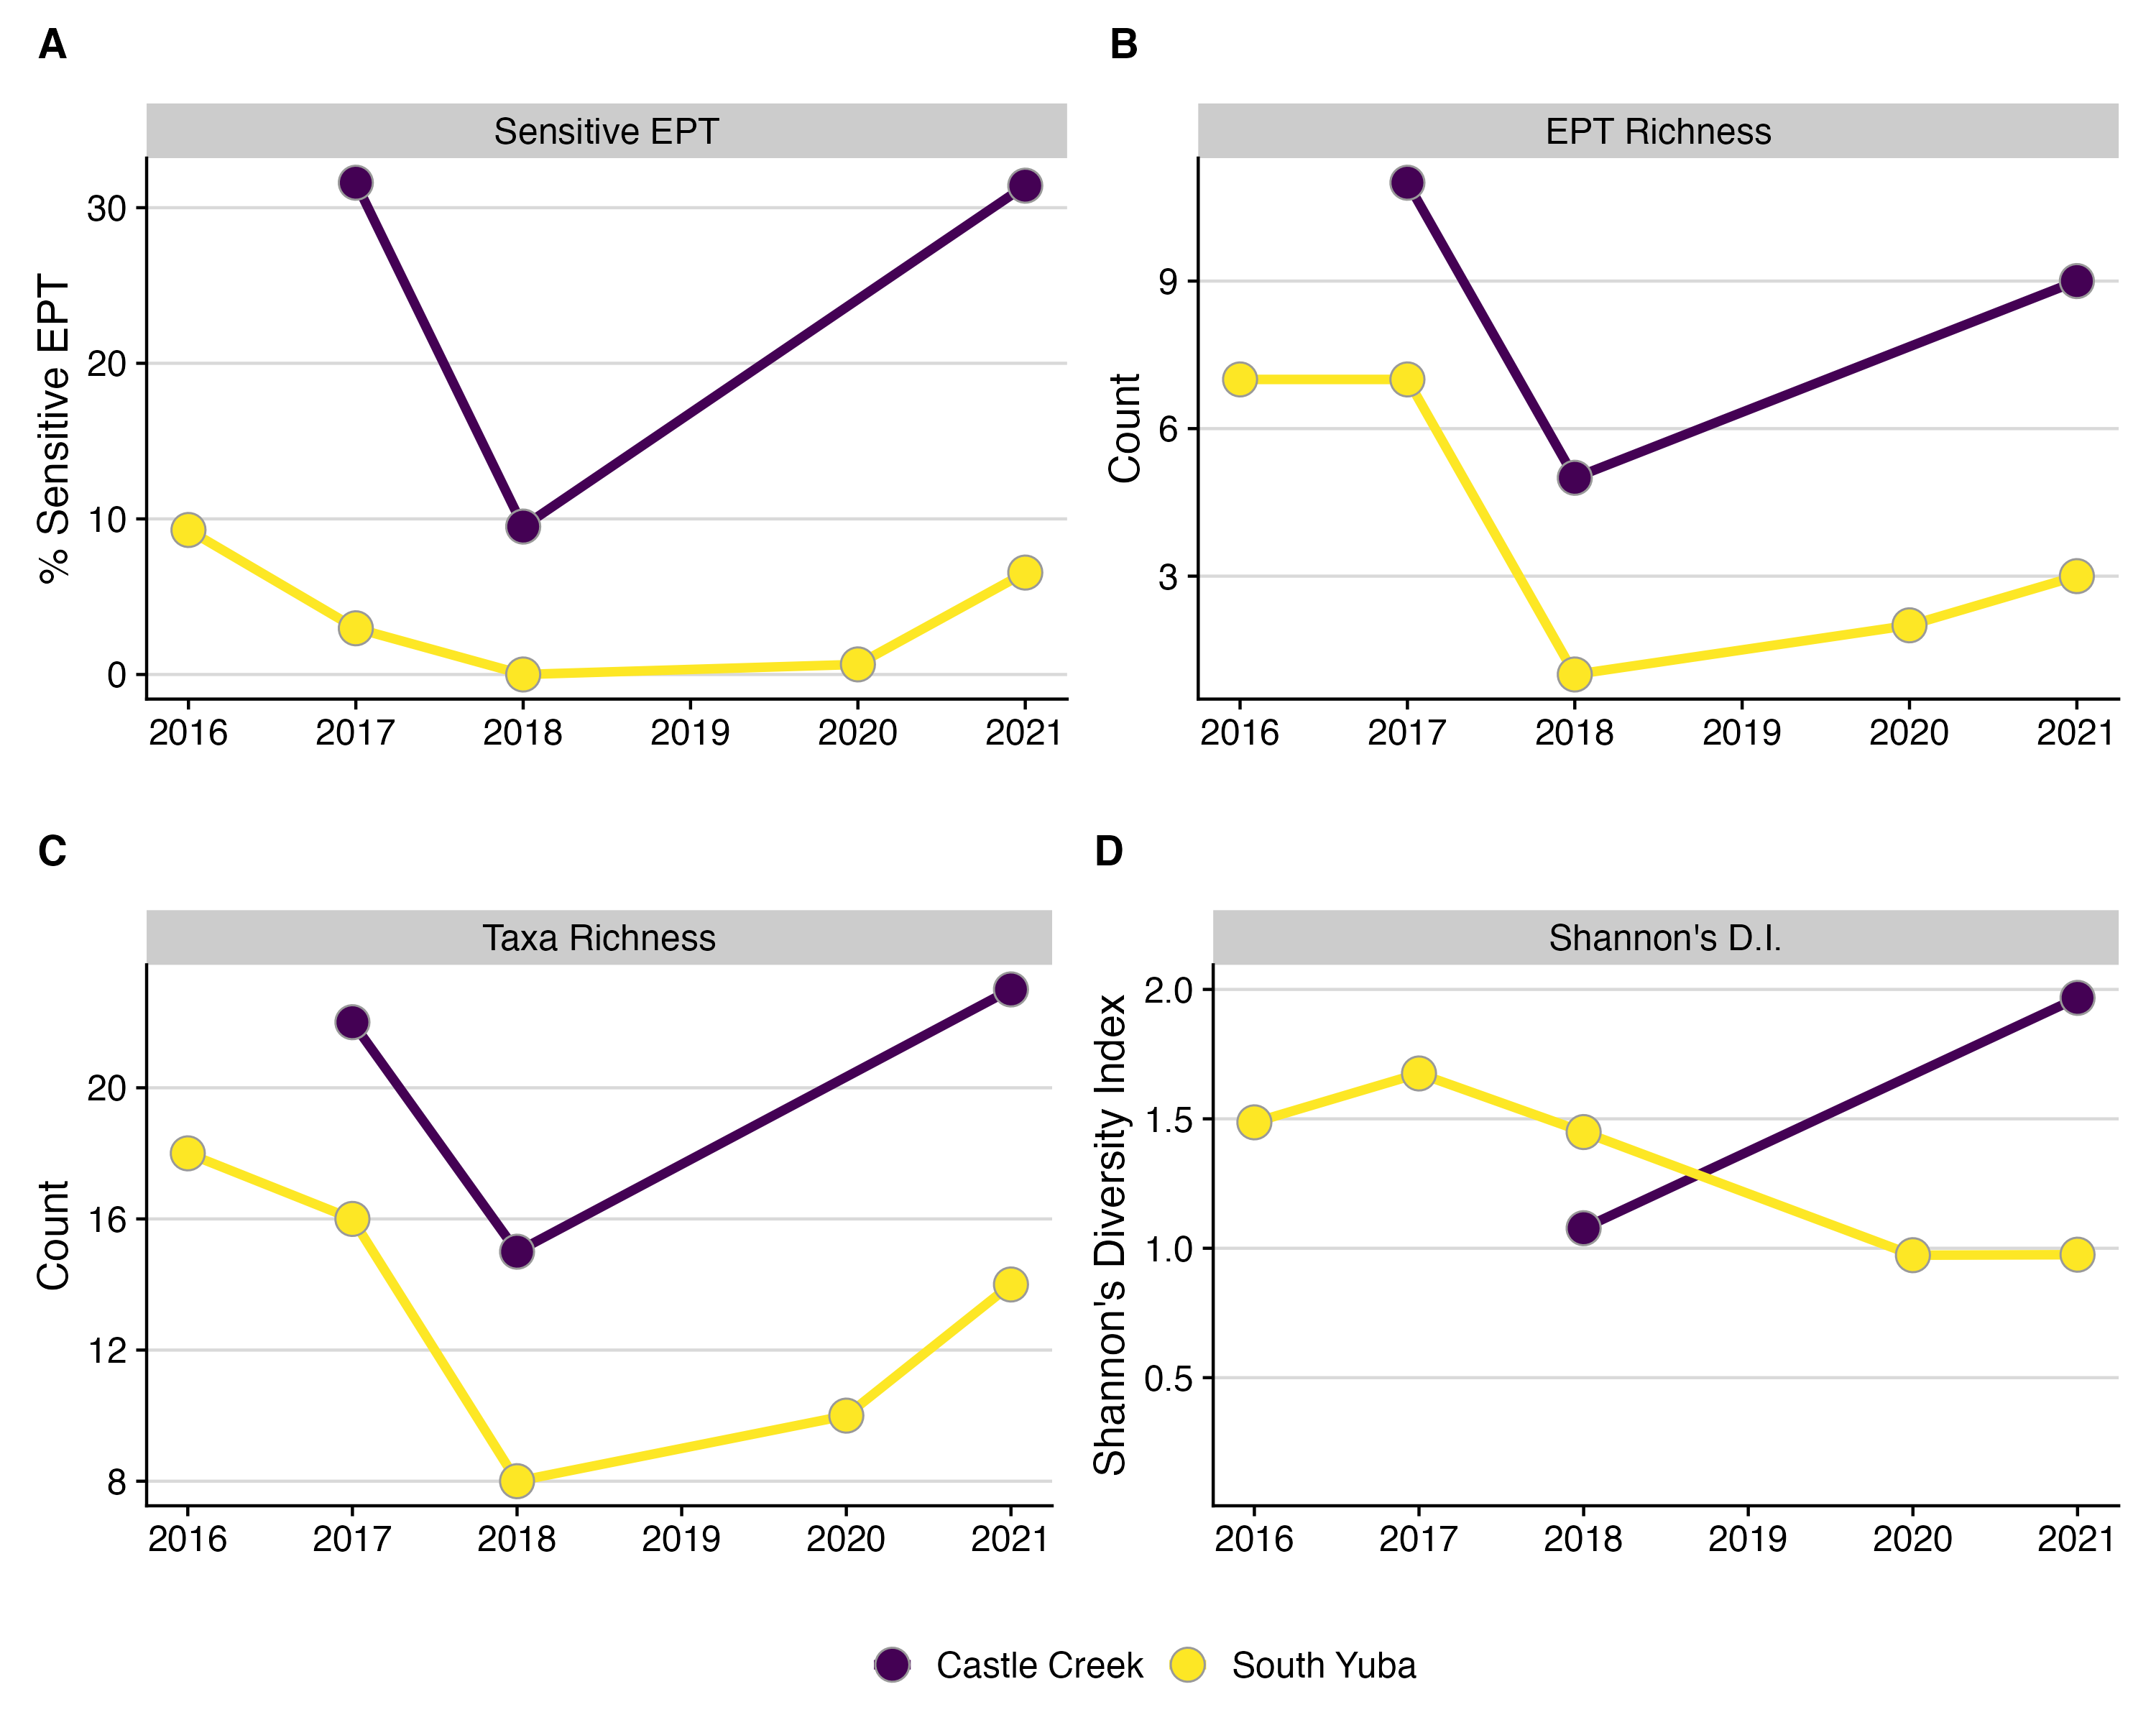 A
Sensitive EPT
% Sensitive EPT
30
20
10
0
2016 2017 2018 2019 2020 2021
B
EPT Richness
Count
9
6
3
2016 2017 2018 2019 2020 2021
C
Taxa Richness
Count
20
16
12
8
2016 2017 2018 2019 2020 2021
D
Shannon's D.I.
Shannon's Diversity Index
2.0
1.5
1.0
0.5
2016 2017 2018 2019 2020 2021
Castle Creek South Yuba